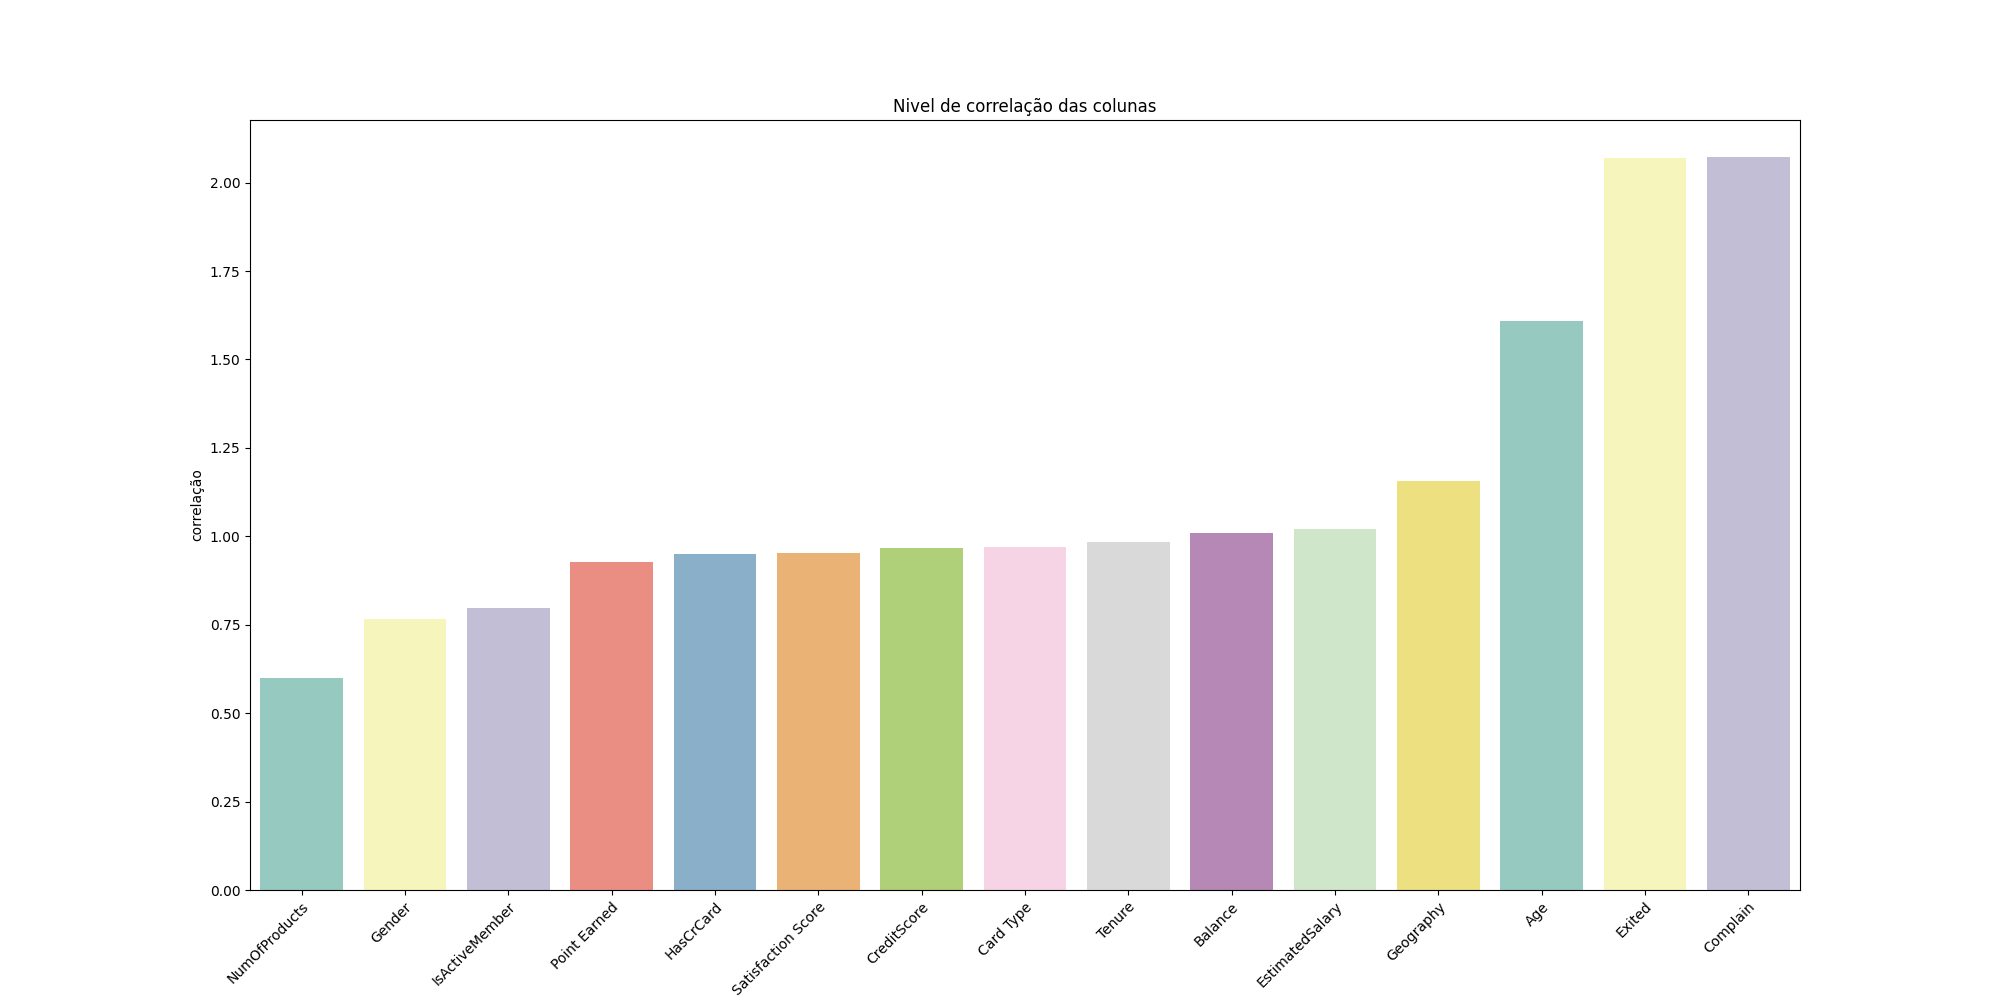 Nivel de correlação das colunas
correlação
2.00
1.75
1.50
1.25
1.00
0.75
0.50
0.25
0.00
NumOfProducts
Gender
IsActiveMember
Point Earned
HasCrCard
Satisfaction Score
CreditScore
Card Type
Tenure
Balance
EstimatedSalary
Geography
Age
Exited
Complain